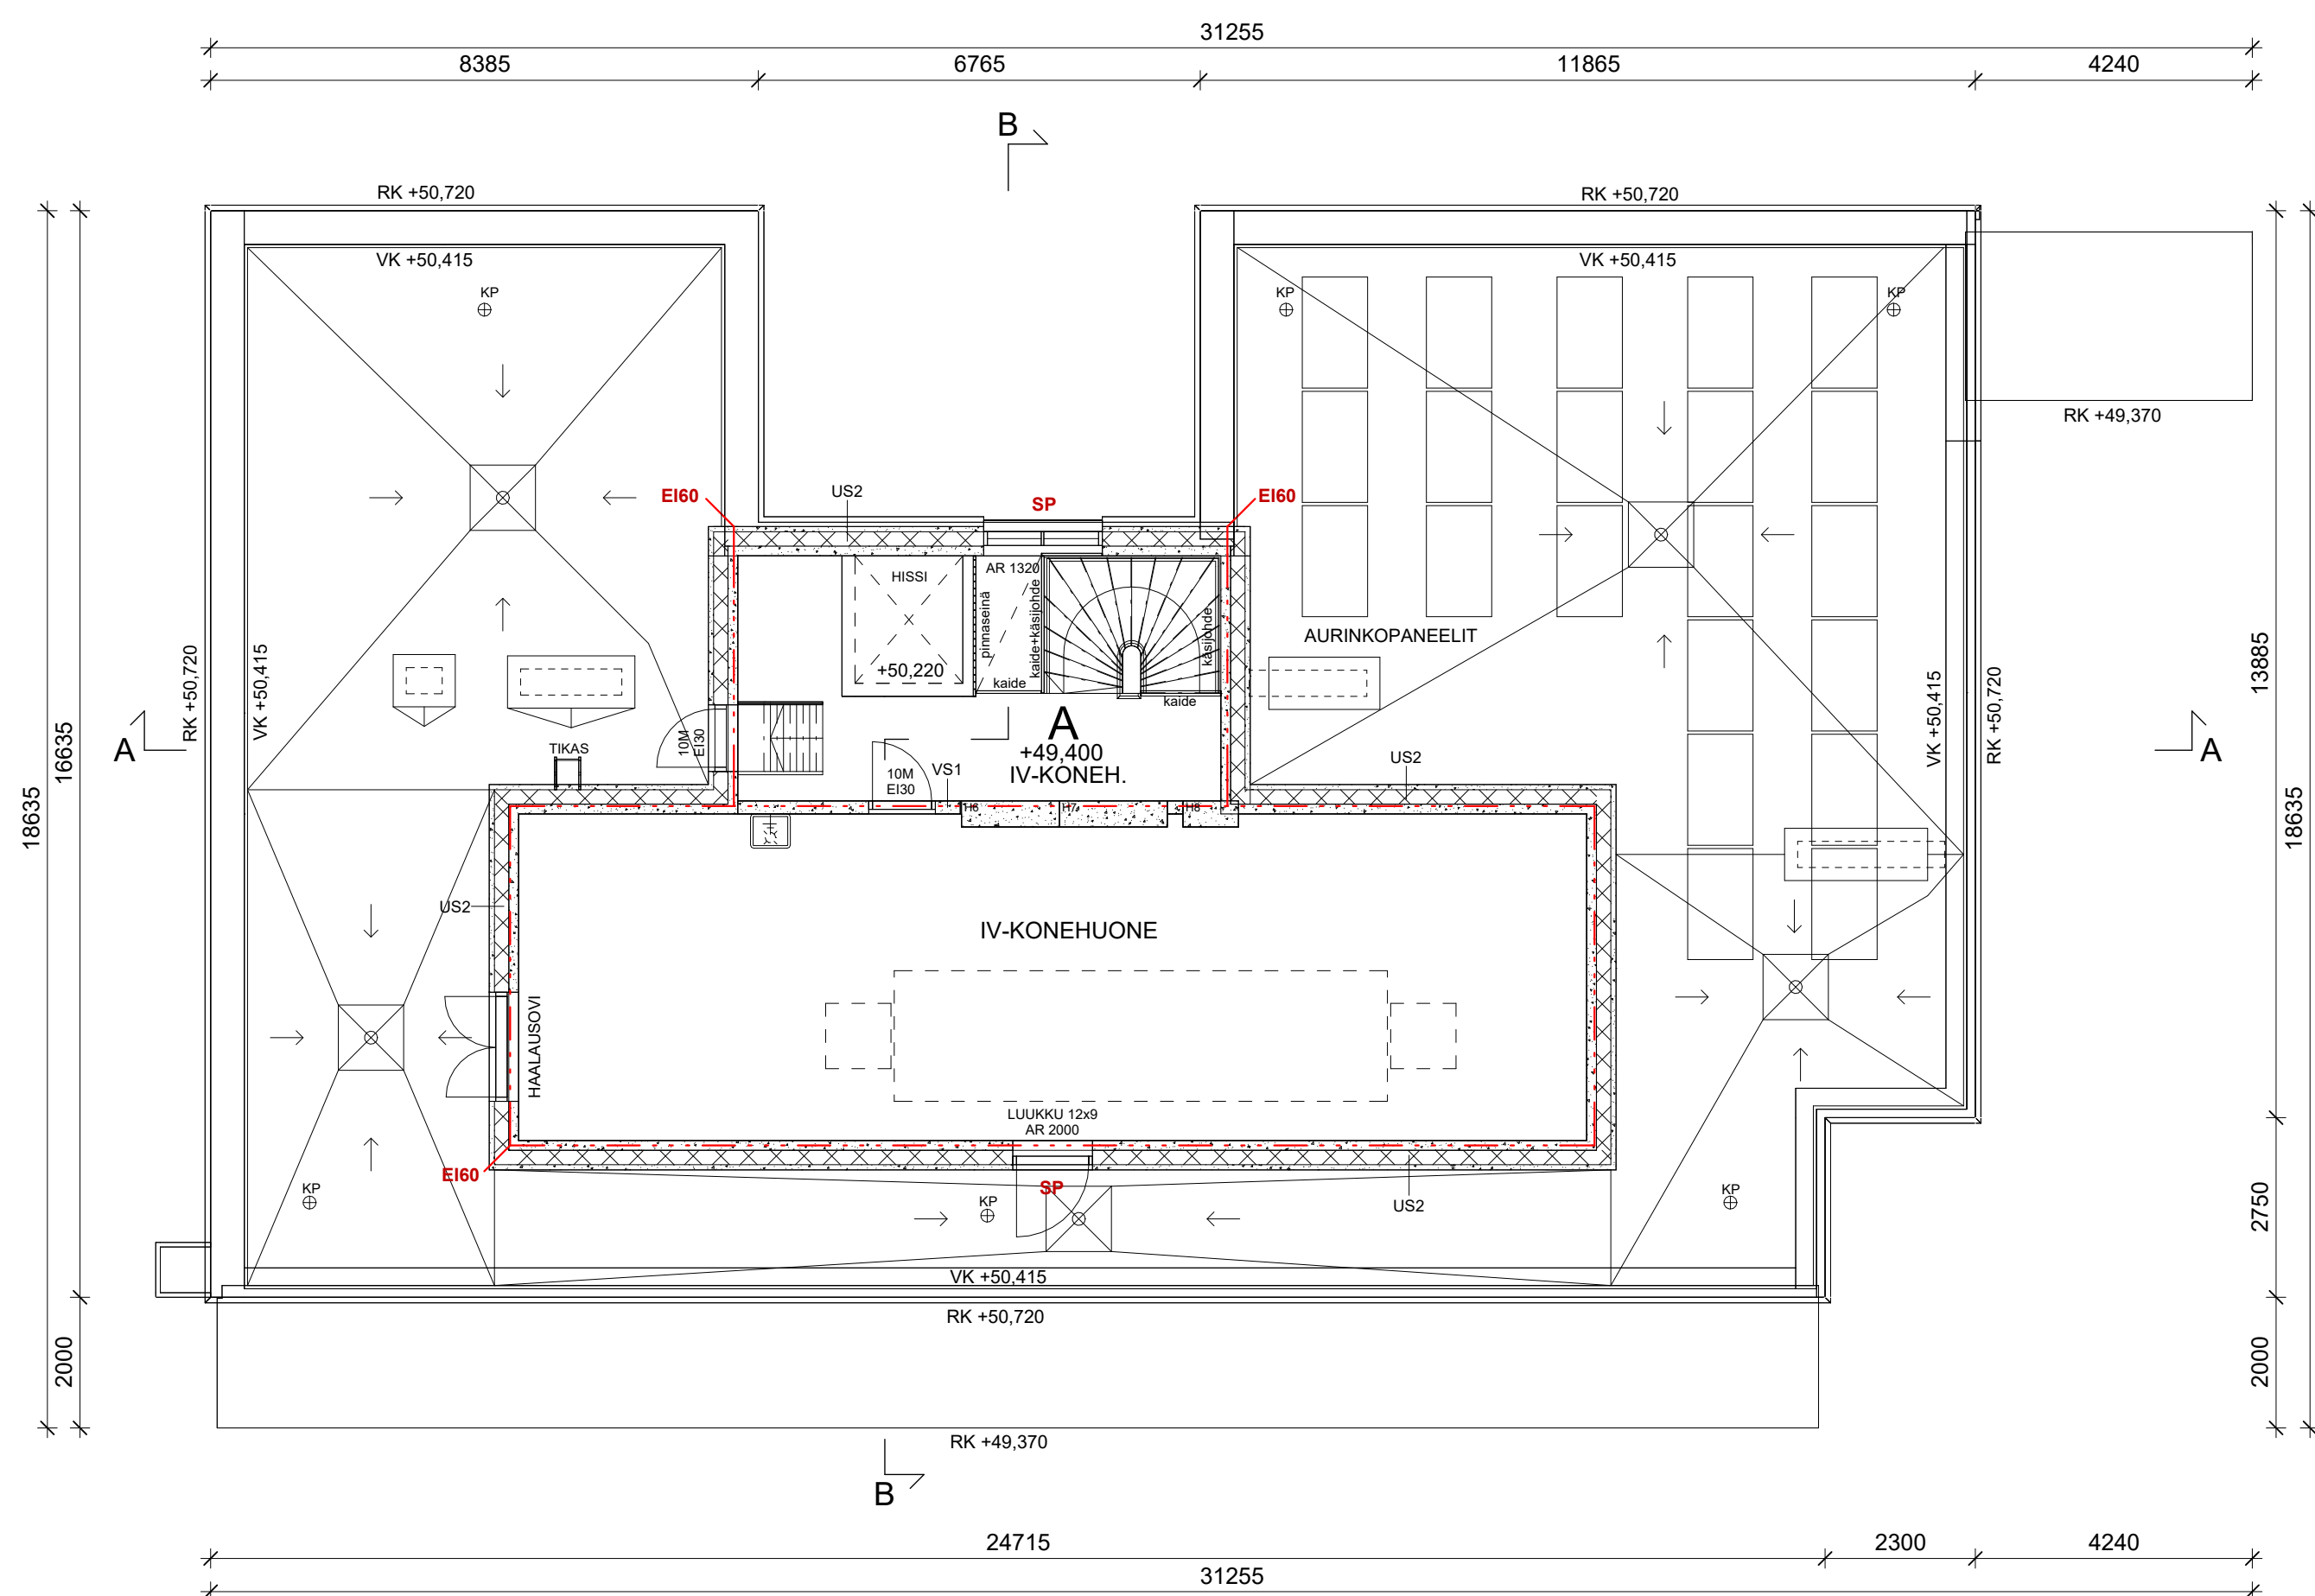 31255
8385
6765
11865
4240
B
RK +50,720
RK +50,720
VK +50,415
VK +50,415
KP
KP
KP
RK +49,370
EI60
US2
SP
EI60
HISSI
AR 1320
pinnaseinä
kaide+käsijohde
käsijohde
+50,220
kaide
kaide
AURINKOPANEELIT
RK +50,720
VK +50,415
VK +50,415
RK +50,720
13885
16635
18635
18635
A
A
A
TIKAS
10M
EI30
+49,400
IV-KONEH.
10M
EI30
VS1
US2
H6
H7
H8
US2
IV-KONEHUONE
HAALAUSOVI
LUUKKU 12x9
AR 2000
EI60
SP
KP
KP
KP
US2
2750
VK +50,415
RK +50,720
2000
2000
RK +49,370
B
24715
2300
4240
31255